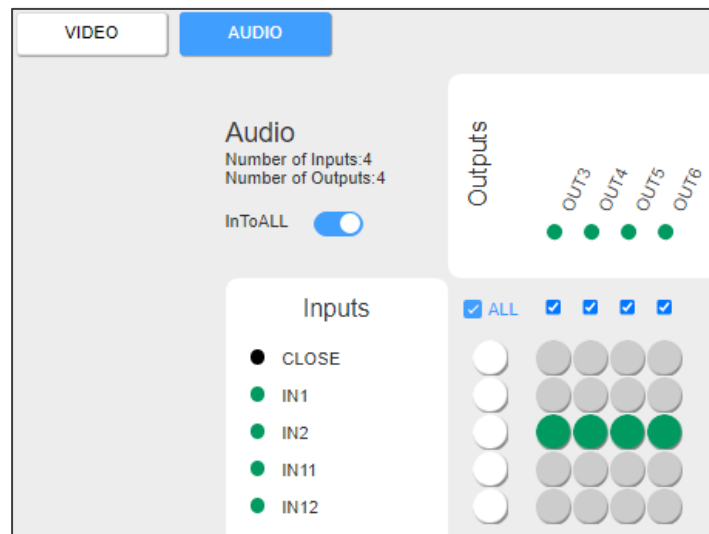 VIDEO
AUDIO
Audio
Number of Inputs:4
Number of Outputs:4
InToALL
Outputs
OUT3
OUT4
OUT5
OUT6
Inputs
ALL
CLOSE
IN1
IN2
IN11
IN12